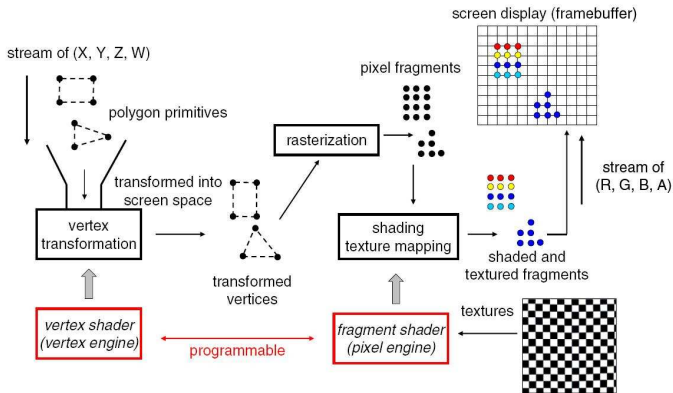 screen display (framebuffer)
stream of (X, Y, Z, W)
pixel fragments
polygon primitives
rasterization
transformed into
screen space
stream of
(R, G, B, A)
vertex
transformation
shading
texture mapping
transformed
vertices
shaded and
textured fragments
vertex shader
(vertex engine)
programmable
fragment shader
(pixel engine)
textures